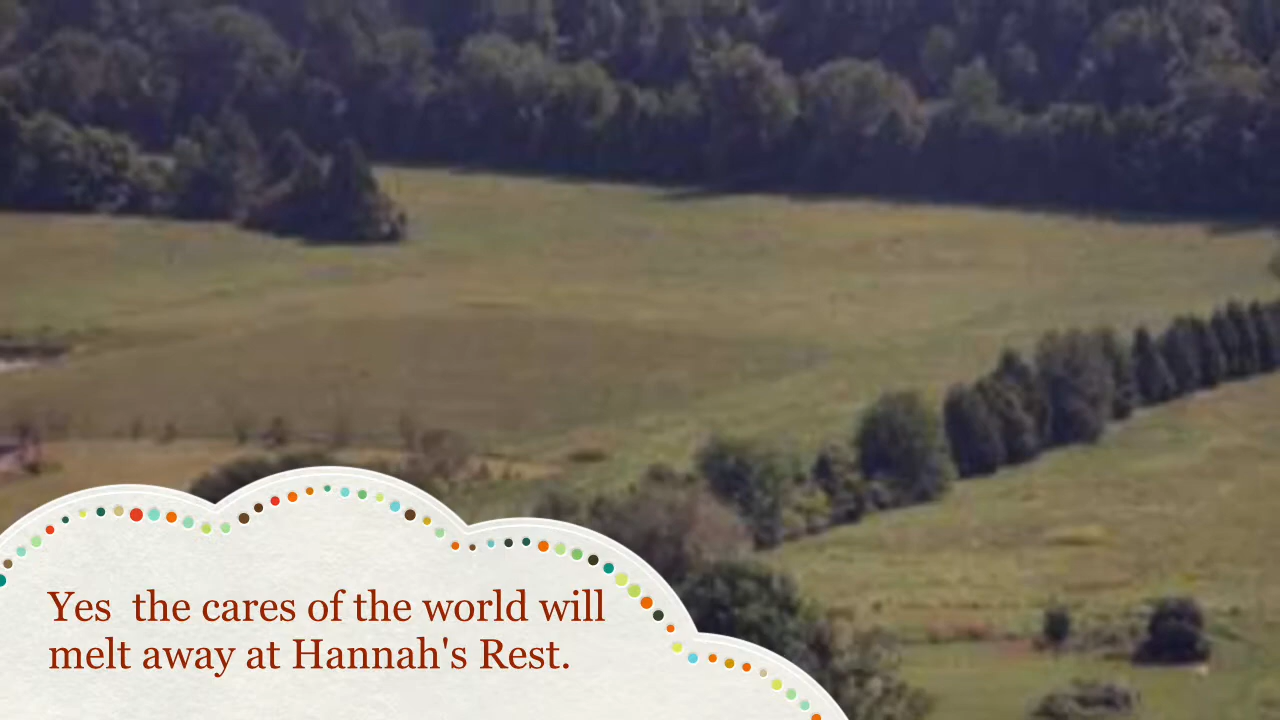 Yes  the cares of the world will
melt away at Hannah's Rest.